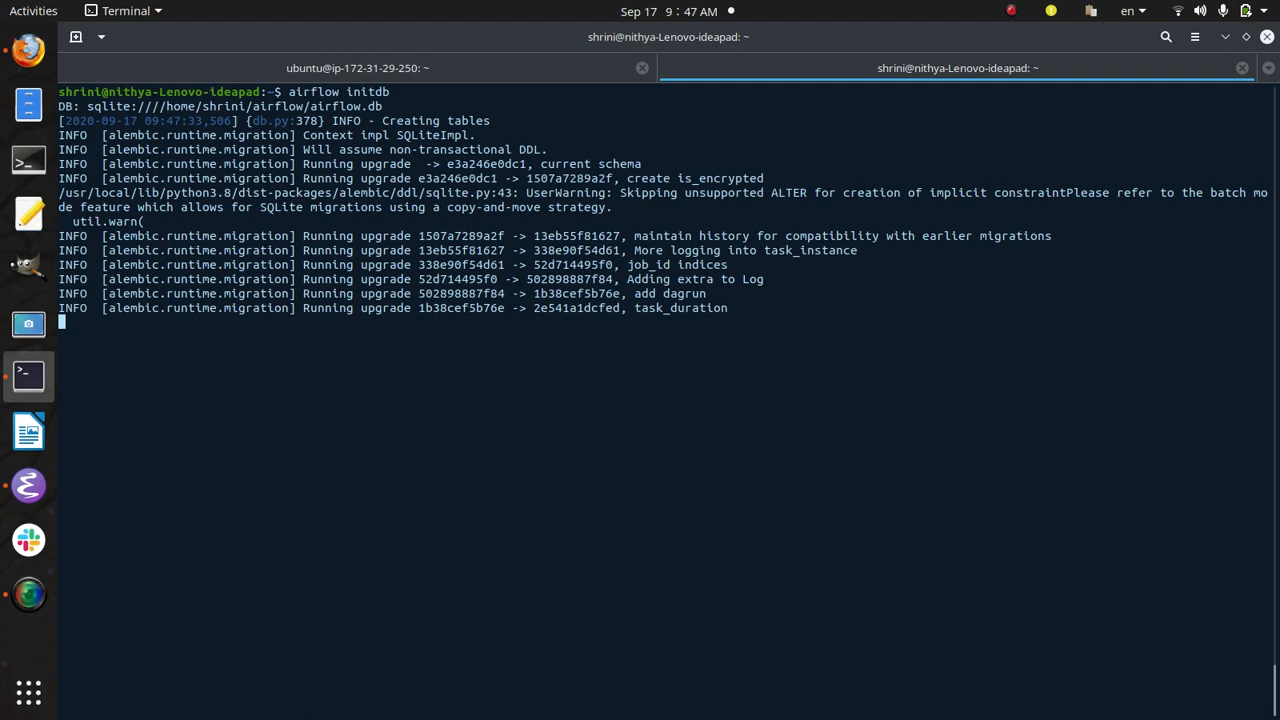 Activities
Terminal
Sep 17  9 : 47 AM
en
shrini@nithya-Lenovo-ideapad: ~
ubuntu@ip-172-31-29-250: ~
shrini@nithya-Lenovo-ideapad: ~
shrini@nithya-Lenovo-ideapad:~$ airflow initdb
DB: sqlite:////home/shrini/airflow/airflow.db
[2020-09-17 09:47:33,506] {db.py:378} INFO - Creating tables
INFO  [alembic.runtime.migration] Context impl SQLiteImpl.
INFO  [alembic.runtime.migration] Will assume non-transactional DDL.
INFO  [alembic.runtime.migration] Running upgrade  -> e3a246e0dc1, current schema
INFO  [alembic.runtime.migration] Running upgrade e3a246e0dc1 -> 1507a7289a2f, create is_encrypted
/usr/local/lib/python3.8/dist-packages/alembic/ddl/sqlite.py:43: UserWarning: Skipping unsupported ALTER for creation of implicit constraintPlease refer to the batch mo
de feature which allows for SQLite migrations using a copy-and-move strategy.
  util.warn(
INFO  [alembic.runtime.migration] Running upgrade 1507a7289a2f -> 13eb55f81627, maintain history for compatibility with earlier migrations
INFO  [alembic.runtime.migration] Running upgrade 13eb55f81627 -> 338e90f54d61, More logging into task_instance
INFO  [alembic.runtime.migration] Running upgrade 338e90f54d61 -> 52d714495f0, job_id indices
INFO  [alembic.runtime.migration] Running upgrade 52d714495f0 -> 502898887f84, Adding extra to Log
INFO  [alembic.runtime.migration] Running upgrade 502898887f84 -> 1b38cef5b76e, add dagrun
INFO  [alembic.runtime.migration] Running upgrade 1b38cef5b76e -> 2e541a1dcfed, task_duration